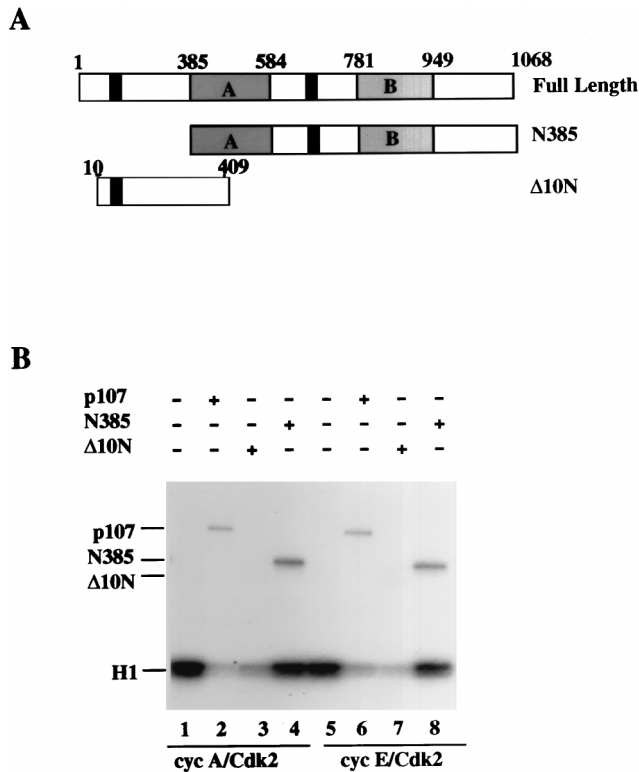 A
1 385 584 781 949 1068
A B Full Length
A B N385
10 409
Δ10N
B
p107 - + - - - + - -
N385 - - - + - - - +
Δ10N - - + - - - + -
p107
N385
Δ10N
H1
1 2 3 4 5 6 7 8
cyc A/Cdk2 cyc E/Cdk2